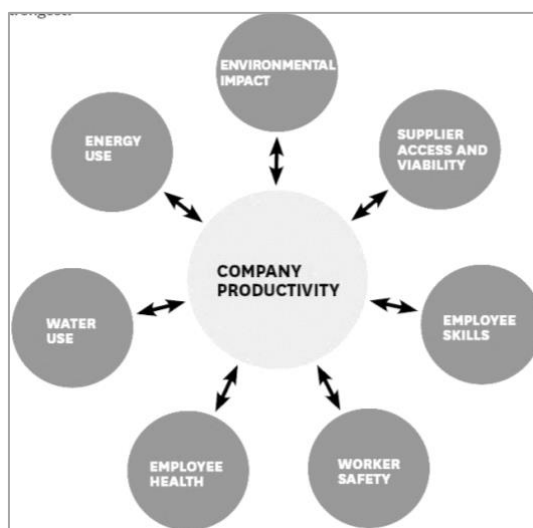 ENVIRONMENTAL
IMPACT
SUPPLIER
ACCESS AND
VIABILITY
EMPLOYEE
SKILLS
WORKER
SAFETY
EMPLOYEE
HEALTH
WATER
USE
ENERGY
USE
COMPANY
PRODUCTIVITY